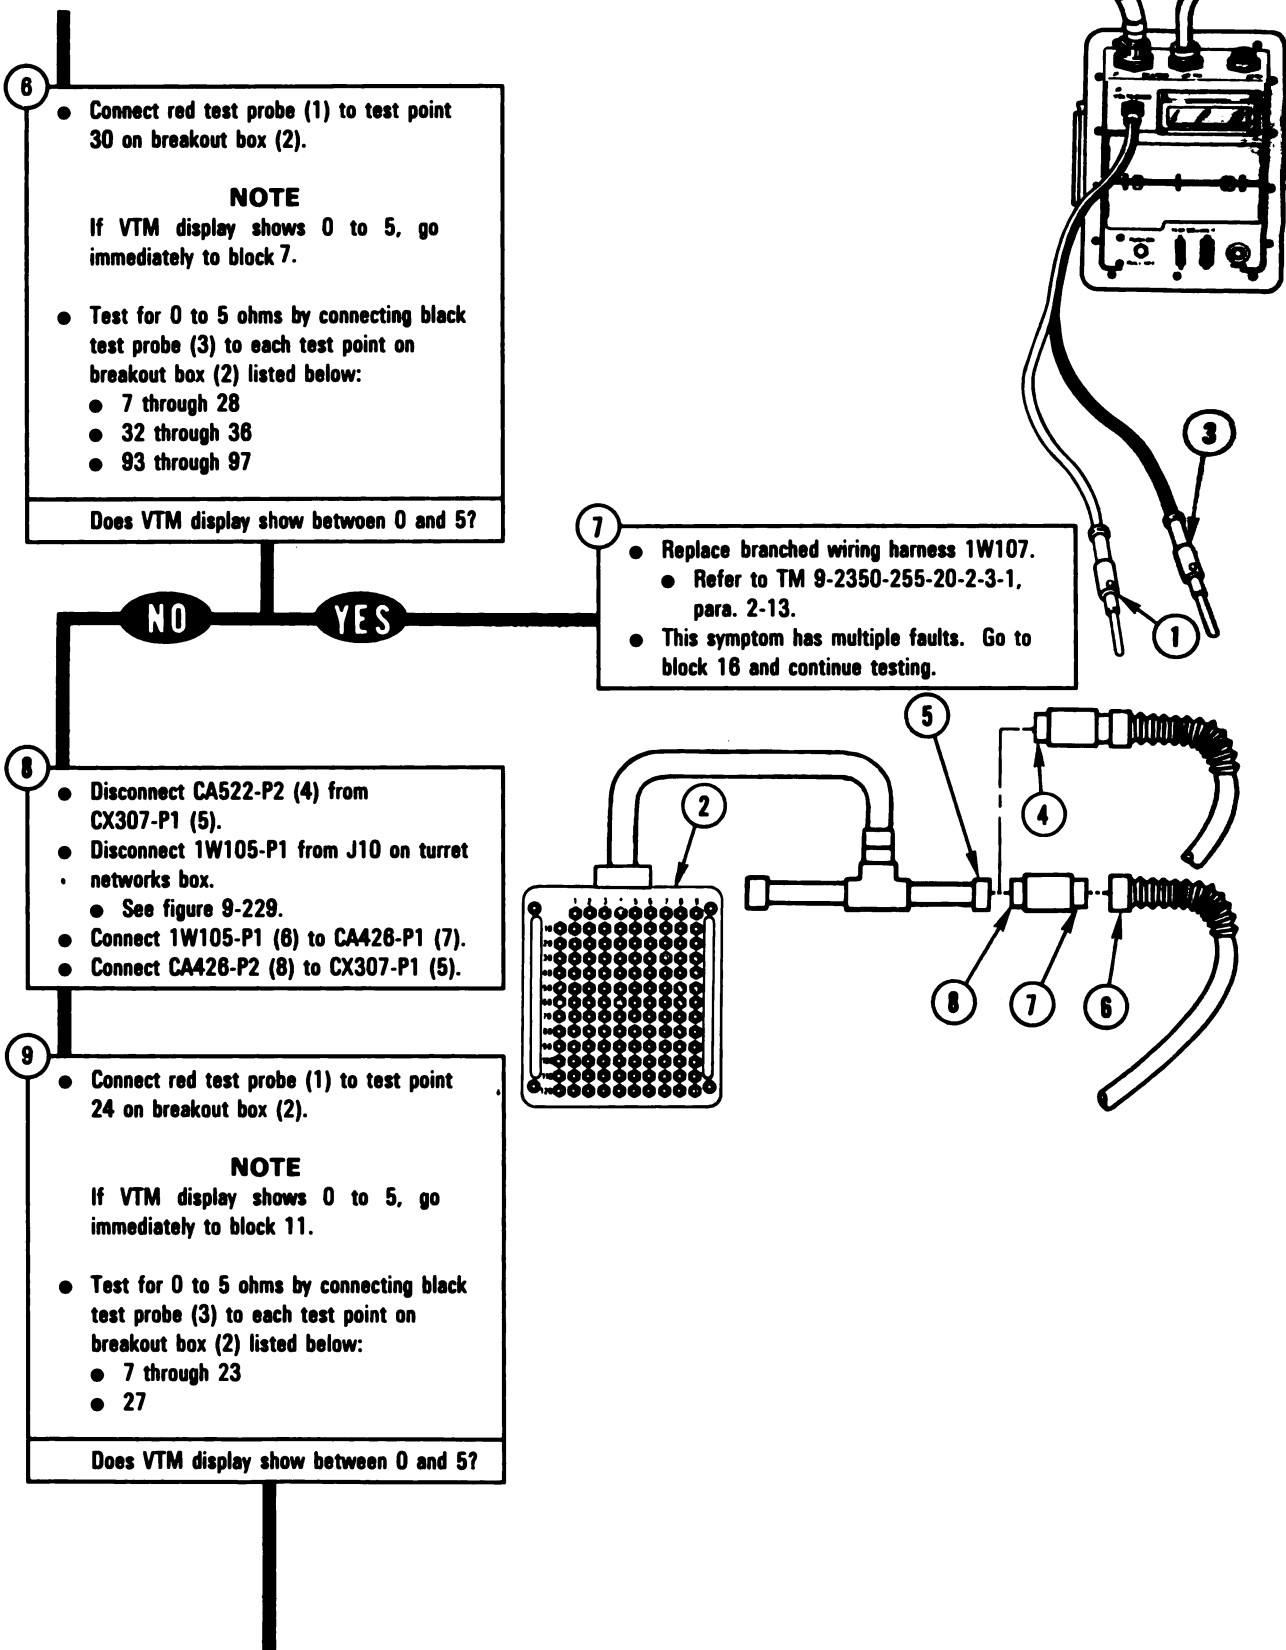 6
● Connect red test probe (1) to test point
30 on breakout box (2).
NOTE
If VTM display shows 0 to 5, go
immediately to block 7.
● Test for 0 to 5 ohms by connecting black
test probe (3) to each test point on
breakout box (2) listed below:
● 7 through 28
● 32 through 36
● 93 through 97
Does VTM display show between 0 and 5?
NO
YES
7
● Replace branched wiring harness 1W107.
● Refer to TM 9-2350-255-20-2-3-1,
para. 2-13.
● This symptom has multiple faults. Go to
block 16 and continue testing.
8
● Disconnect CA522-P2 (4) from
CX307-P1 (5).
● Disconnect 1W105-P1 from J10 on turret
networks box.
● See figure 9-229.
● Connect 1W105-P1 (6) to CA426-P1 (7).
● Connect CA426-P2 (8) to CX307-P1 (5).
9
● Connect red test probe (1) to test point
24 on breakout box (2).
NOTE
If VTM display shows 0 to 5, go
immediately to block 11.
● Test for 0 to 5 ohms by connecting black
test probe (3) to each test point on
breakout box (2) listed below:
● 7 through 23
● 27
Does VTM display show between 0 and 5?
3
1
5
4
2
8
7
6
1 2 3 4 5 6 7 8 9